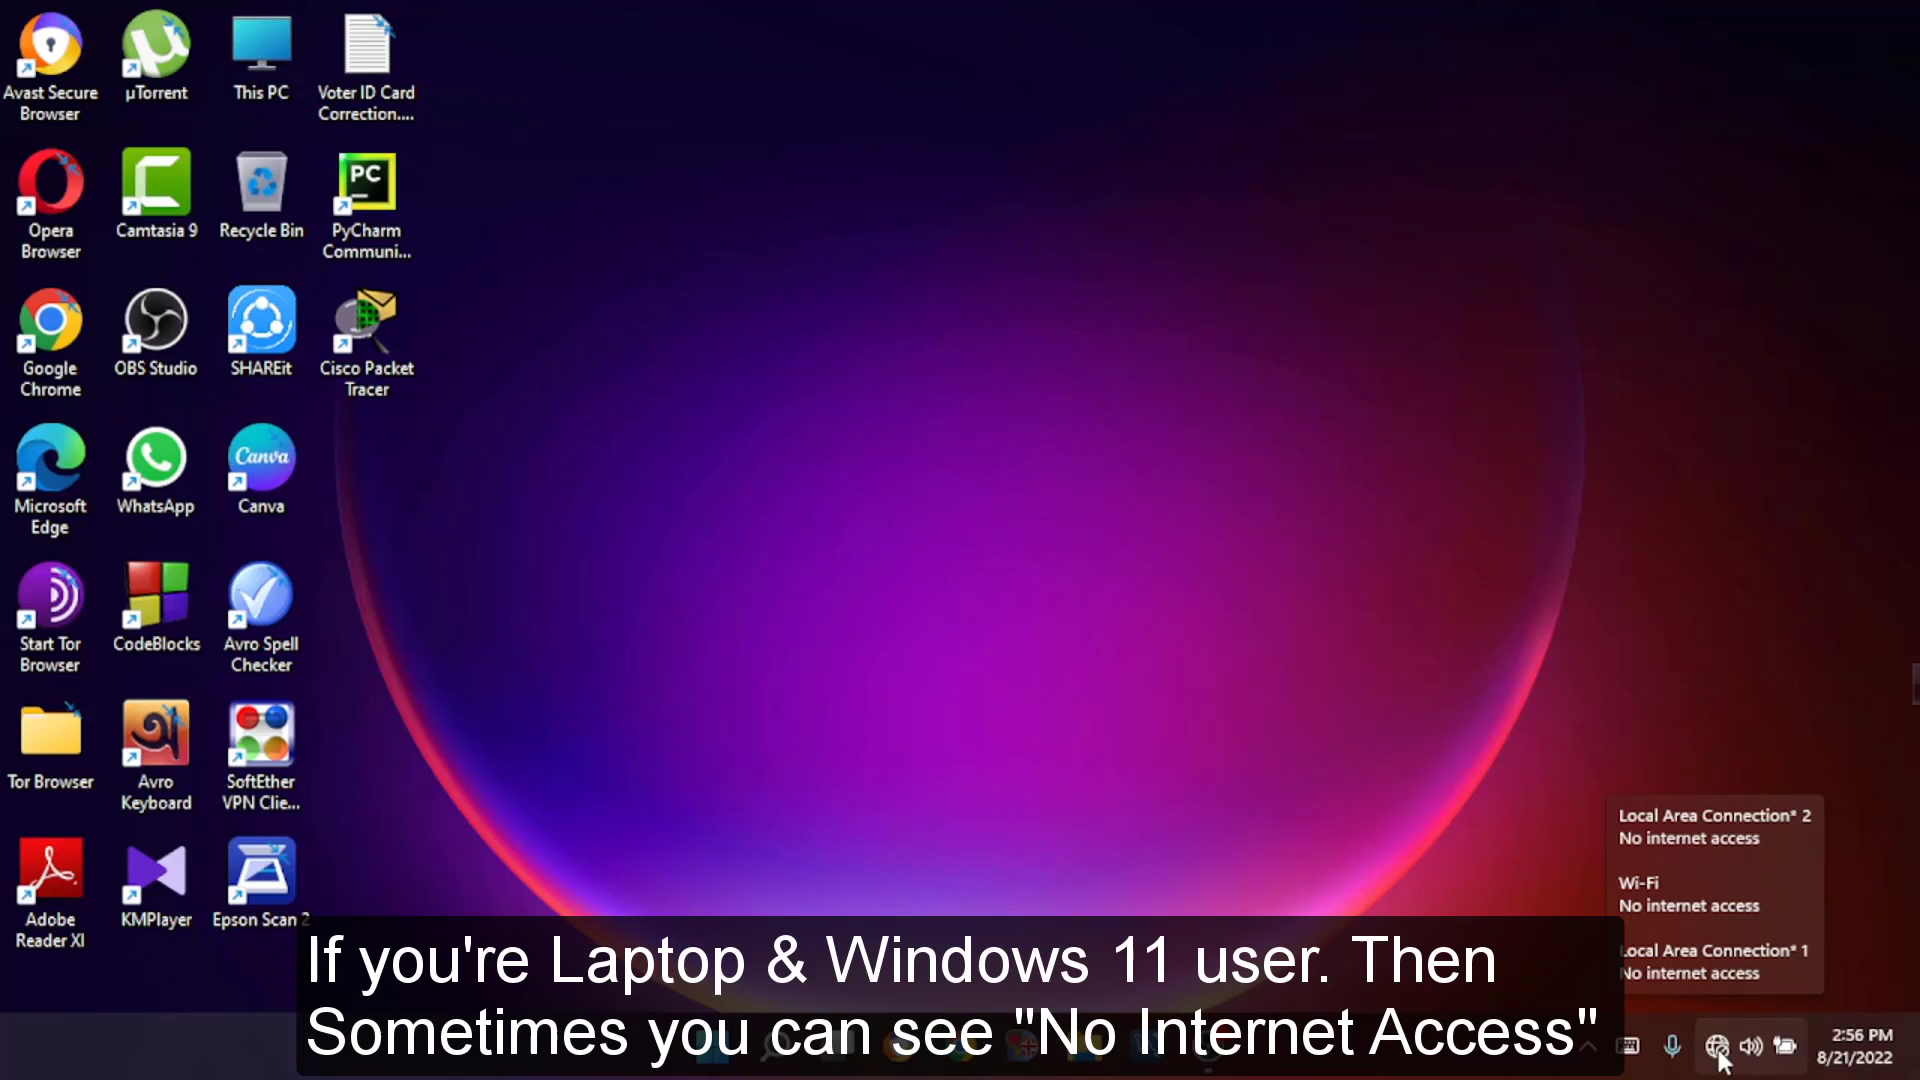 Avast Secure
Browser
µTorrent
This PC
Voter ID Card
Correction....
Opera
Browser
Camtasia 9
Recycle Bin
PC
PyCharm
Communi...
Google
Chrome
OBS Studio
SHAREit
Cisco Packet
Tracer
Microsoft
Edge
WhatsApp
Canva
Canva
Start Tor
Browser
CodeBlocks
Avro Spell
Checker
Tor Browser
Avro
Keyboard
SoftEther
VPN Clie...
Adobe
Reader XI
KMPlayer
Epson Scan 2
Local Area Connection* 2
No internet access
Wi-Fi
No internet access
Local Area Connection* 1
No internet access
If you're Laptop & Windows 11 user. Then
Sometimes you can see "No Internet Access"
2:56 PM
8/21/2022